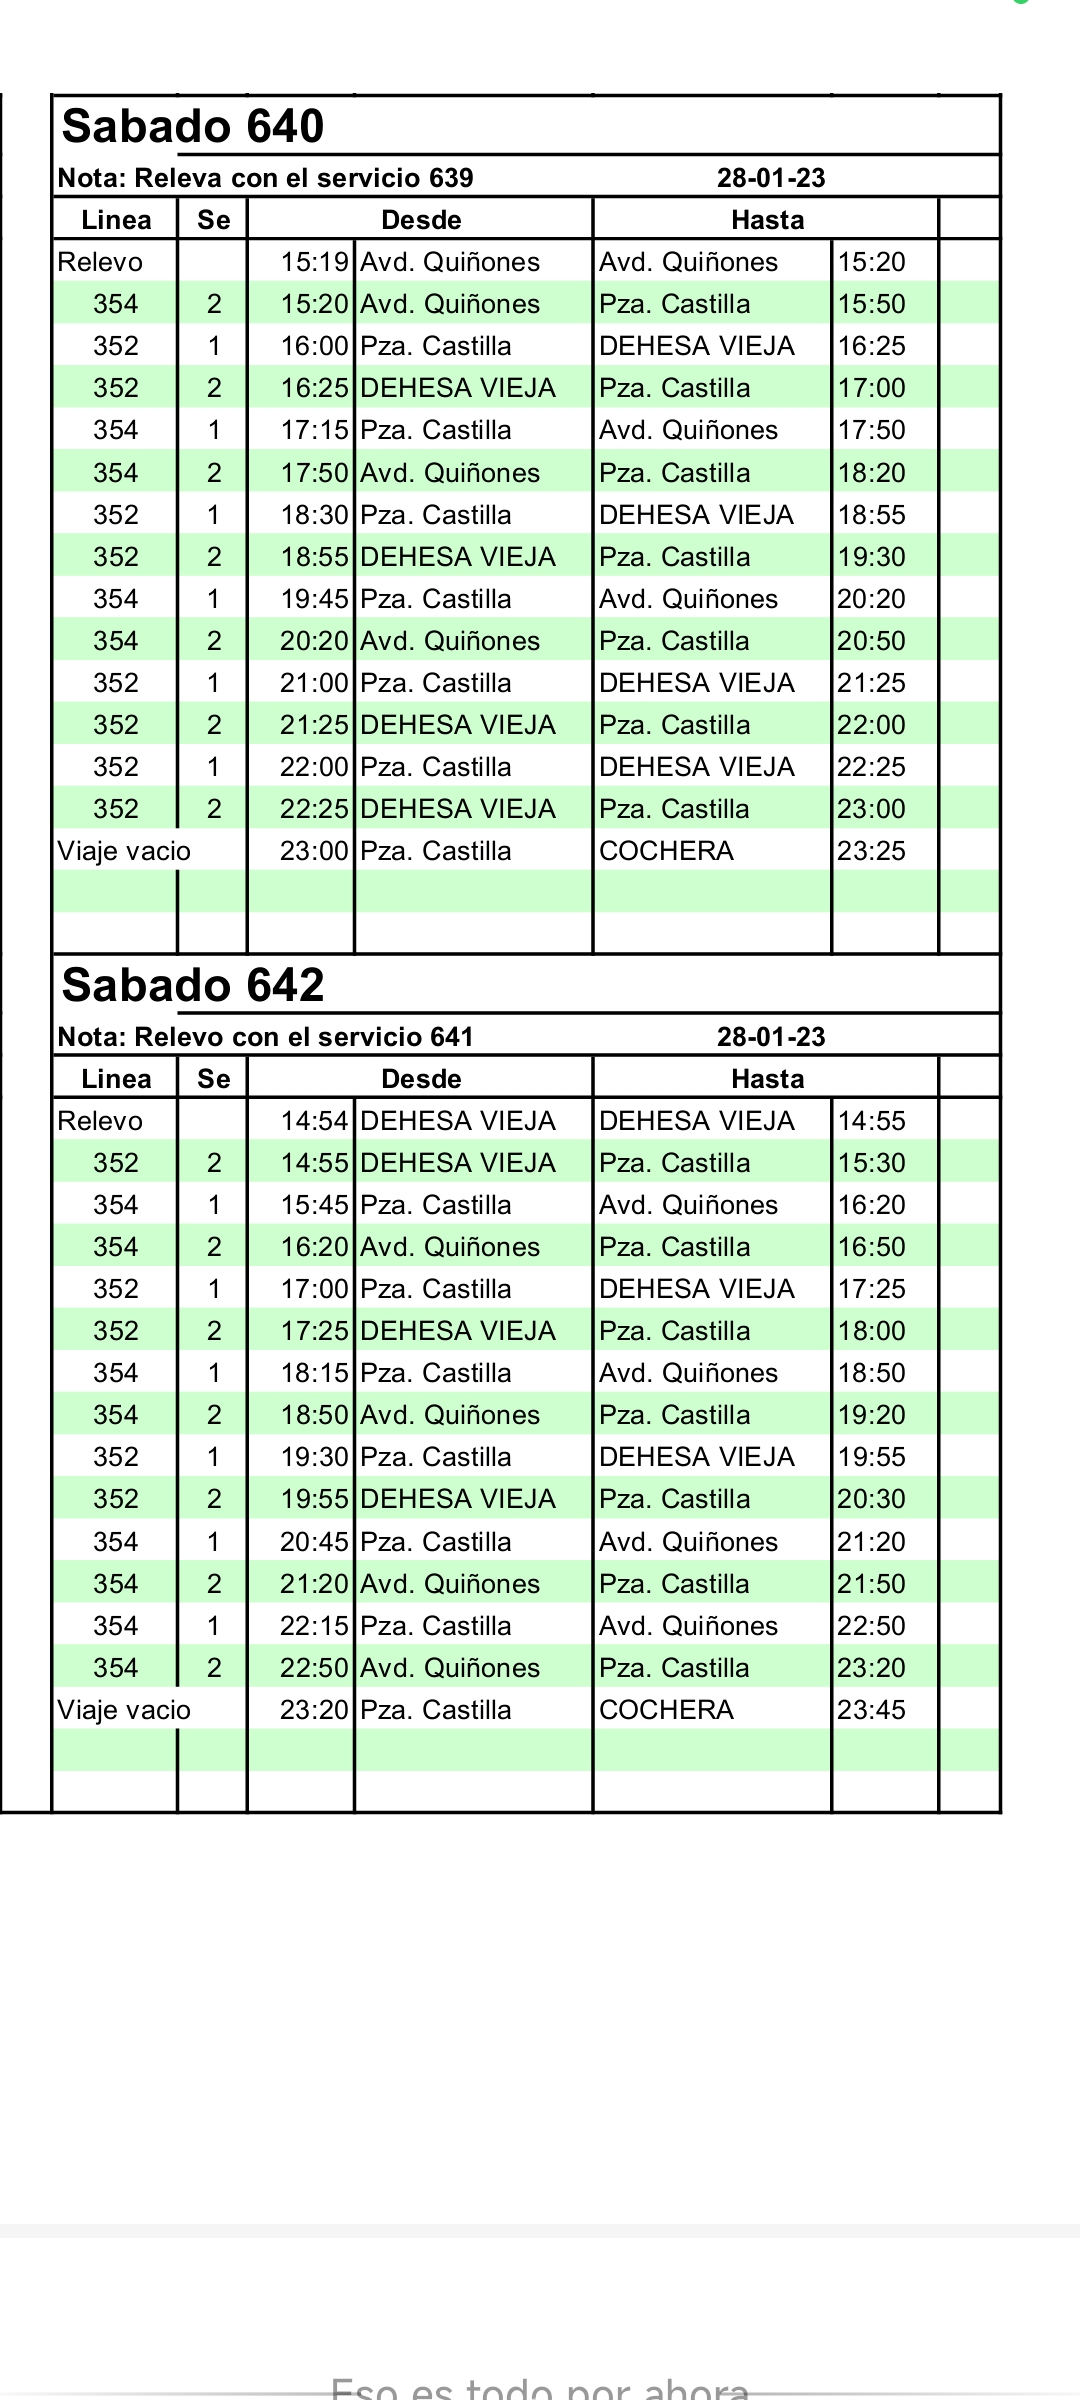 Sabado 640
Nota: Releva con el servicio 639 28-01-23
Linea Se Desde Hasta
Relevo 15:19 Avd. Quiñones Avd. Quiñones 15:20
354 2 15:20 Avd. Quiñones Pza. Castilla 15:50
352 1 16:00 Pza. Castilla DEHESA VIEJA 16:25
352 2 16:25 DEHESA VIEJA Pza. Castilla 17:00
354 1 17:15 Pza. Castilla Avd. Quiñones 17:50
354 2 17:50 Avd. Quiñones Pza. Castilla 18:20
352 1 18:30 Pza. Castilla DEHESA VIEJA 18:55
352 2 18:55 DEHESA VIEJA Pza. Castilla 19:30
354 1 19:45 Pza. Castilla Avd. Quiñones 20:20
354 2 20:20 Avd. Quiñones Pza. Castilla 20:50
352 1 21:00 Pza. Castilla DEHESA VIEJA 21:25
352 2 21:25 DEHESA VIEJA Pza. Castilla 22:00
352 1 22:00 Pza. Castilla DEHESA VIEJA 22:25
352 2 22:25 DEHESA VIEJA Pza. Castilla 23:00
Viaje vacio 23:00 Pza. Castilla COCHERA 23:25
Sabado 642
Nota: Relevo con el servicio 641 28-01-23
Linea Se Desde Hasta
Relevo 14:54 DEHESA VIEJA DEHESA VIEJA 14:55
352 2 14:55 DEHESA VIEJA Pza. Castilla 15:30
354 1 15:45 Pza. Castilla Avd. Quiñones 16:20
354 2 16:20 Avd. Quiñones Pza. Castilla 16:50
352 1 17:00 Pza. Castilla DEHESA VIEJA 17:25
352 2 17:25 DEHESA VIEJA Pza. Castilla 18:00
354 1 18:15 Pza. Castilla Avd. Quiñones 18:50
354 2 18:50 Avd. Quiñones Pza. Castilla 19:20
352 1 19:30 Pza. Castilla DEHESA VIEJA 19:55
352 2 19:55 DEHESA VIEJA Pza. Castilla 20:30
354 1 20:45 Pza. Castilla Avd. Quiñones 21:20
354 2 21:20 Avd. Quiñones Pza. Castilla 21:50
354 1 22:15 Pza. Castilla Avd. Quiñones 22:50
354 2 22:50 Avd. Quiñones Pza. Castilla 23:20
Viaje vacio 23:20 Pza. Castilla COCHERA 23:45
Eso es todo por ahora